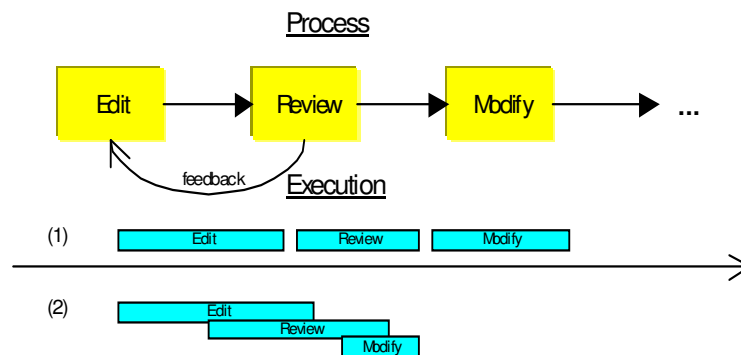 Process
Edit Review Modify ...
feedback
Execution
(1) Edit Review Modify
(2) Edit
Review
Modify